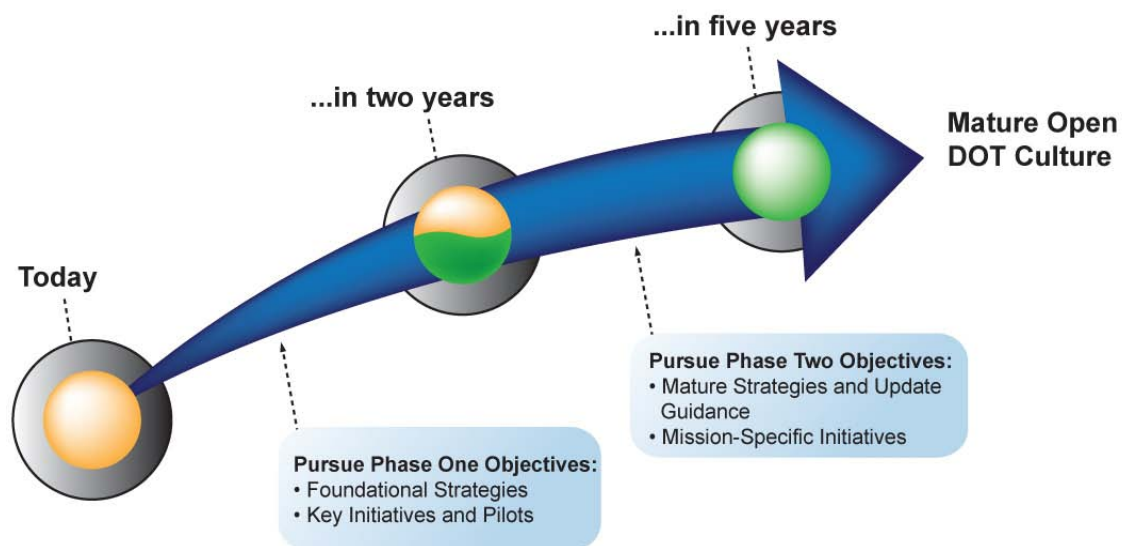 ...in five years
...in two years
Mature Open
DOT Culture
Today
Pursue Phase Two Objectives:
• Mature Strategies and Update
Guidance
• Mission-Specific Initiatives
Pursue Phase One Objectives:
• Foundational Strategies
• Key Initiatives and Pilots